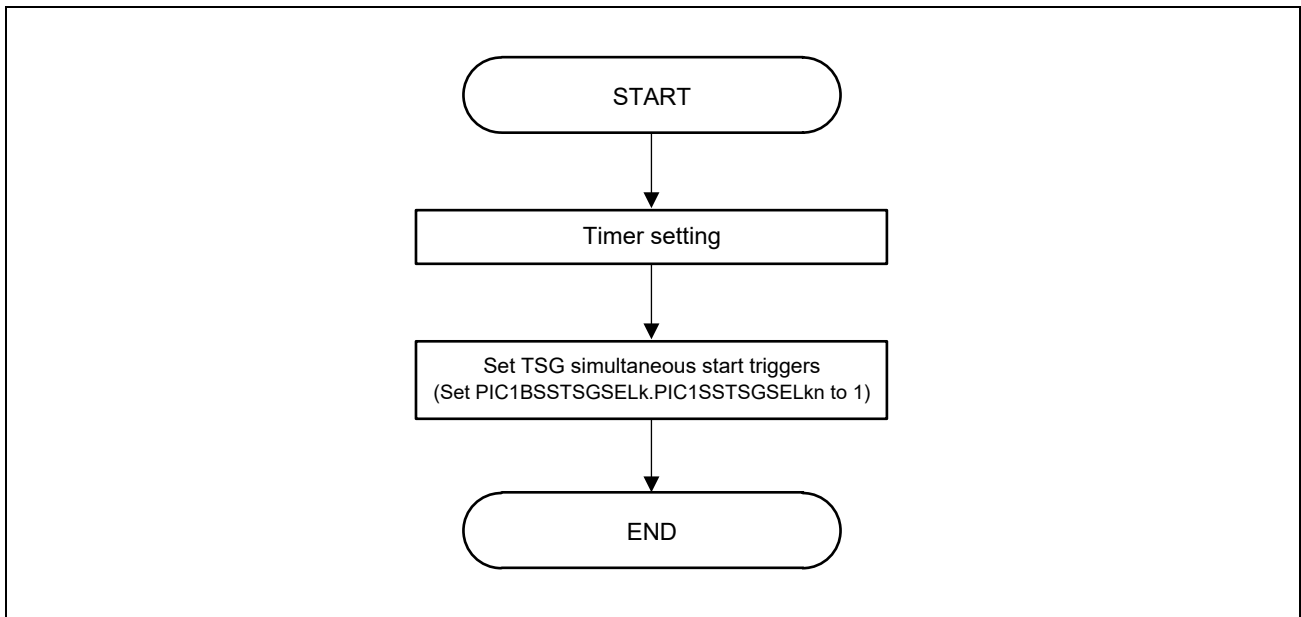 START
Timer setting
Set TSG simultaneous start triggers
(Set PIC1BSSTSGSELk.PIC1SSTSGSELkn to 1)
END